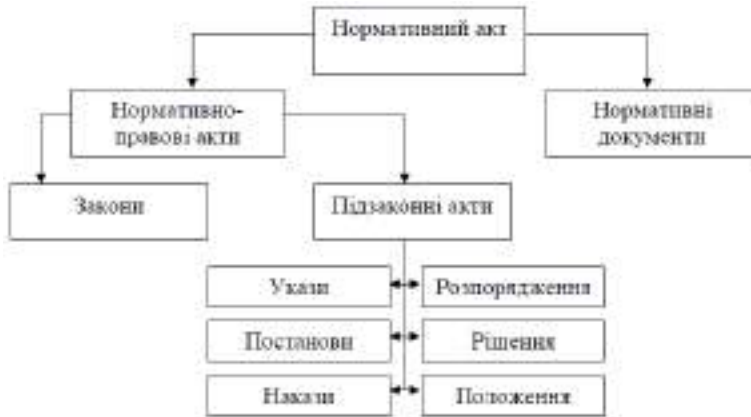 Нормативний акт
Нормативно-
правові акти
Нормативні
документи
Закони
Підзаконні акти
Укази
Розпорядження
Постанови
Рішення
Накази
Положення